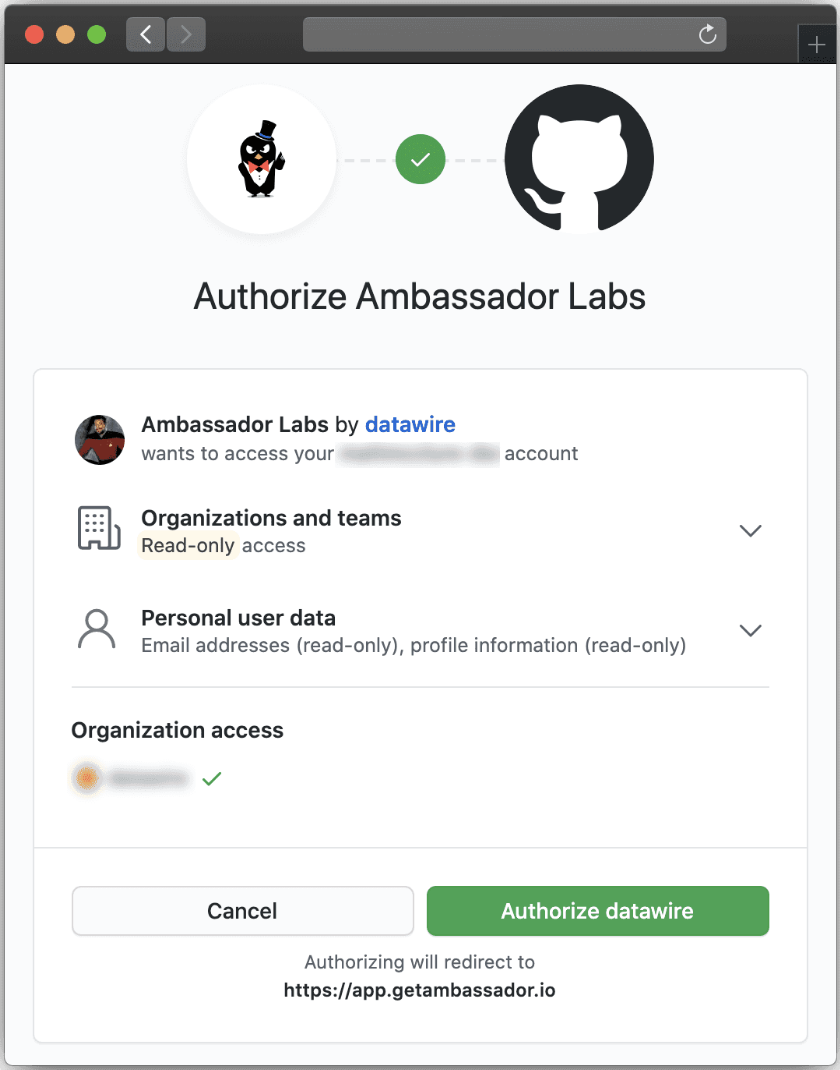 Authorize Ambassador Labs
Ambassador Labs by datawire
wants to access your account
Organizations and teams
Read-only access
Personal user data
Email addresses (read-only), profile information (read-only)
Organization access
Cancel
Authorize datawire
Authorizing will redirect to
https://app.getambassador.io